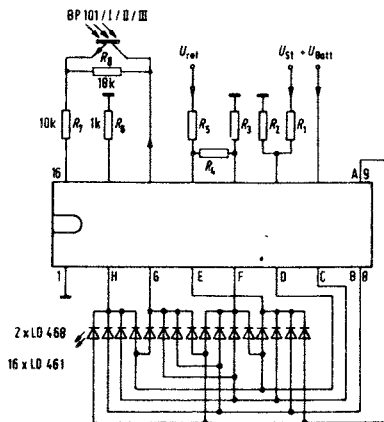 BP 101/I/II/III
R8
18k
Uref
USt + UBatt
10k R7
1k R6
R5
R3
R2
R1
R4
16
A 9
1
H
G
E
F
D
C
B 8
2 x LD 468
16 x LD 461